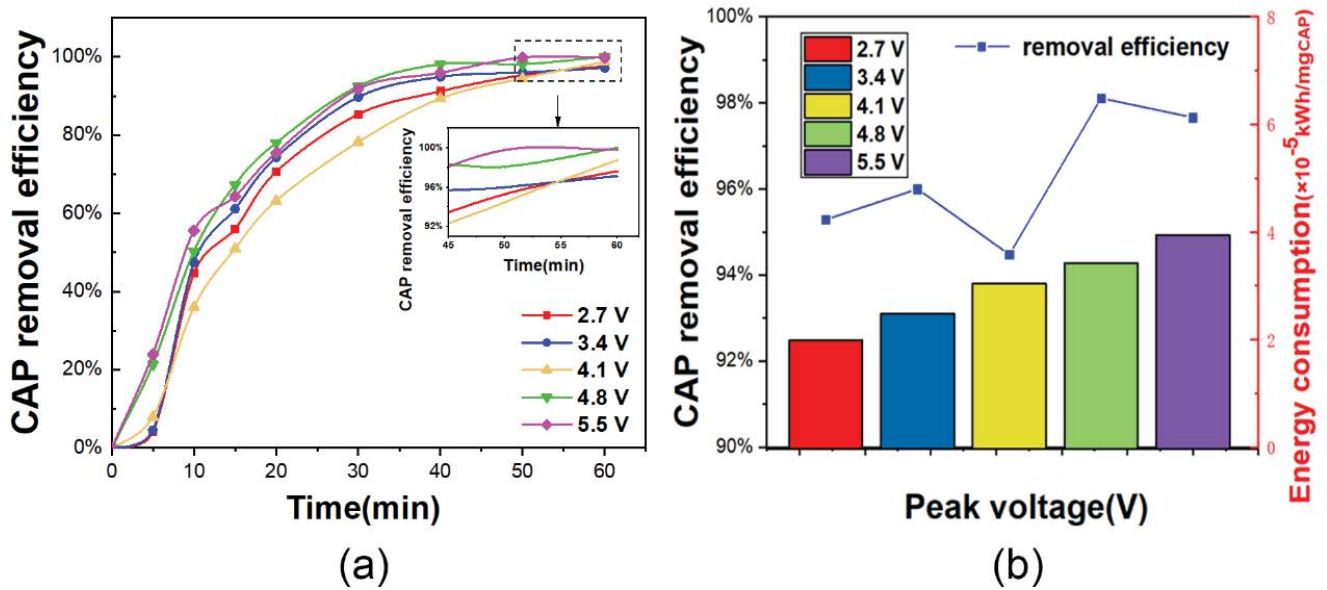 CAP removal efficiency
100%
80%
60%
40%
20%
0%
0 10 20 30 40 50 60
Time(min)
CAP removal efficiency
100%
96%
92%
45 50 55 60
Time(min)
2.7 V
3.4 V
4.1 V
4.8 V
5.5 V
(a)
CAP removal efficiency
100%
98%
96%
94%
92%
90%
2.7 V
3.4 V
4.1 V
4.8 V
5.5 V
removal efficiency
8
6
4
2
0
Energy consumption(×10-5kWh/mgCAP)
Peak voltage(V)
(b)